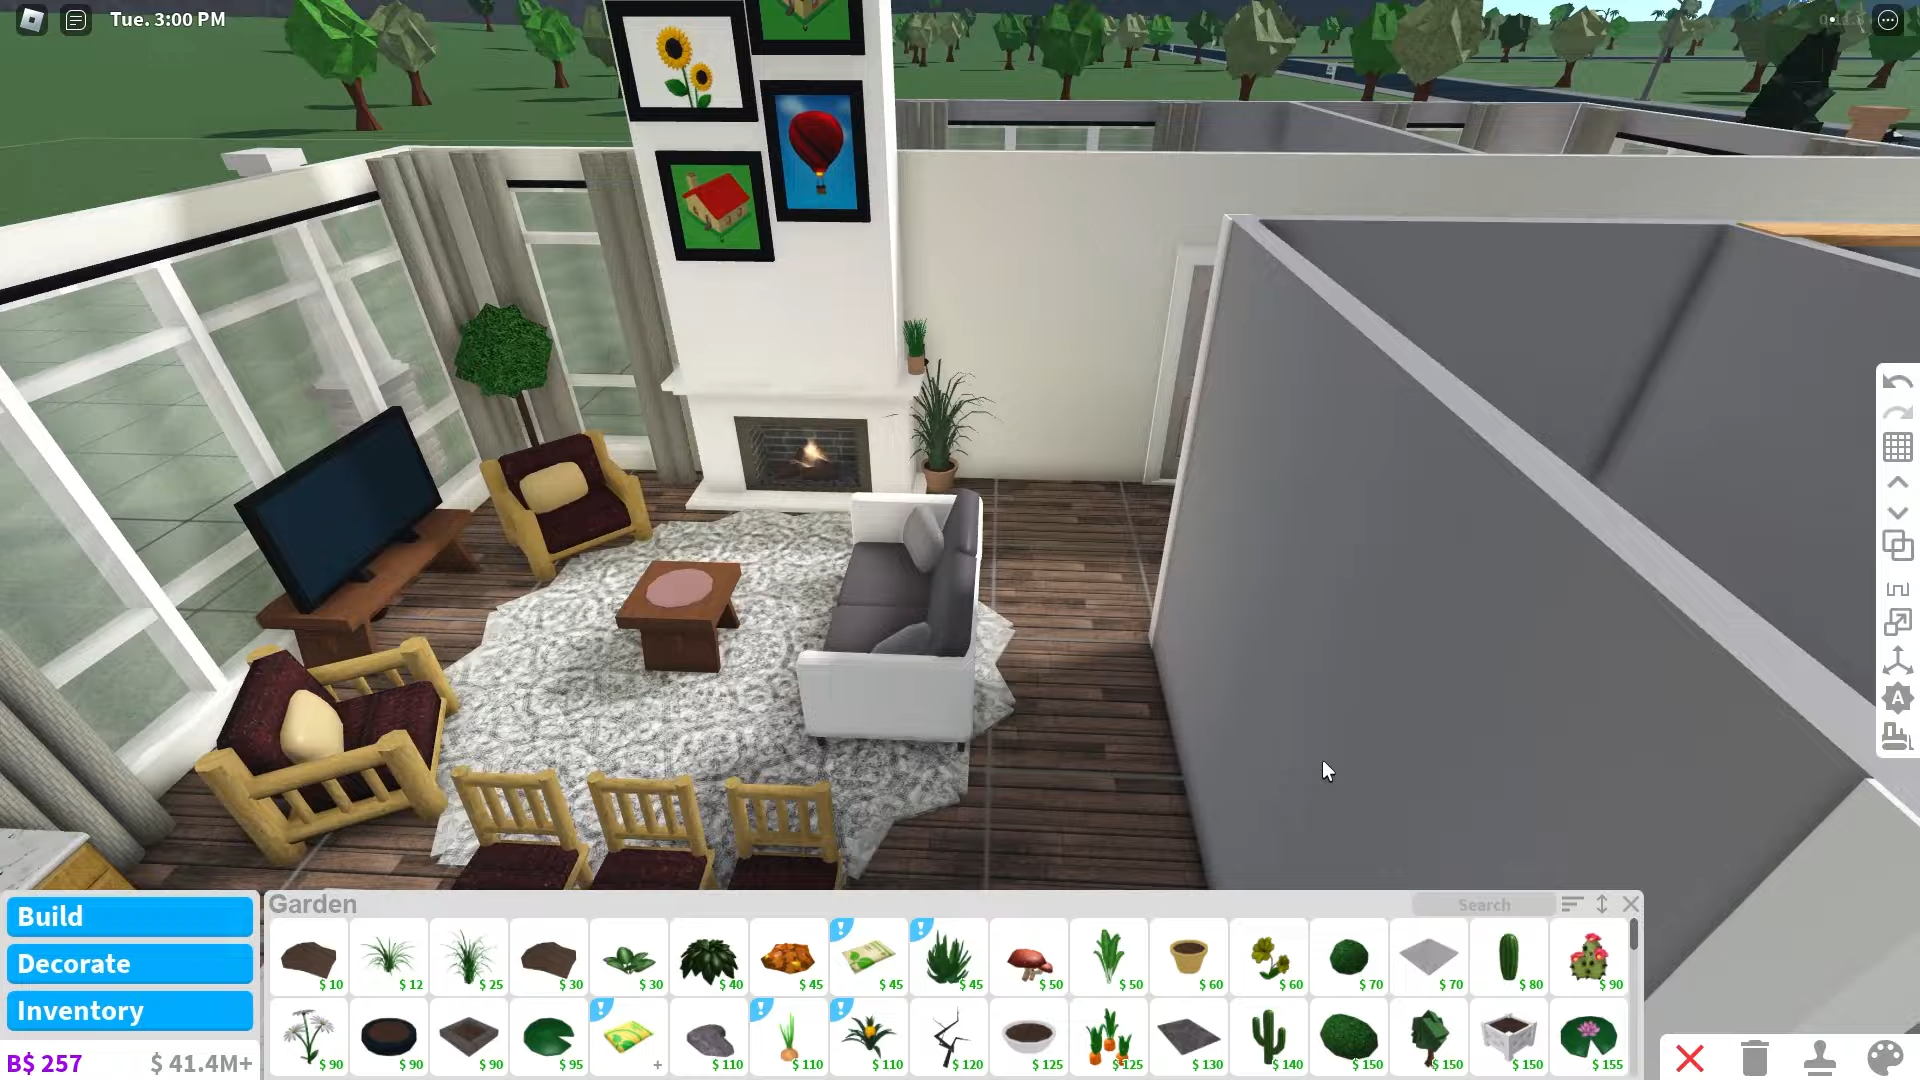 Tue. 3:00 PM
A
Build
Decorate
Inventory
B$ 257
$ 41.4M+
Garden
Search
$ 10
$ 12
$ 25
$ 30
$ 30
$ 40
$ 45
! $ 45
! $ 45
$ 50
$ 50
$ 60
$ 60
$ 70
$ 70
$ 80
$ 90
$ 90
$ 90
$ 90
$ 95
! +
$ 110
! $ 110
! $ 110
$ 120
$ 125
$ 125
$ 130
$ 140
$ 150
$ 150
$ 150
$ 155